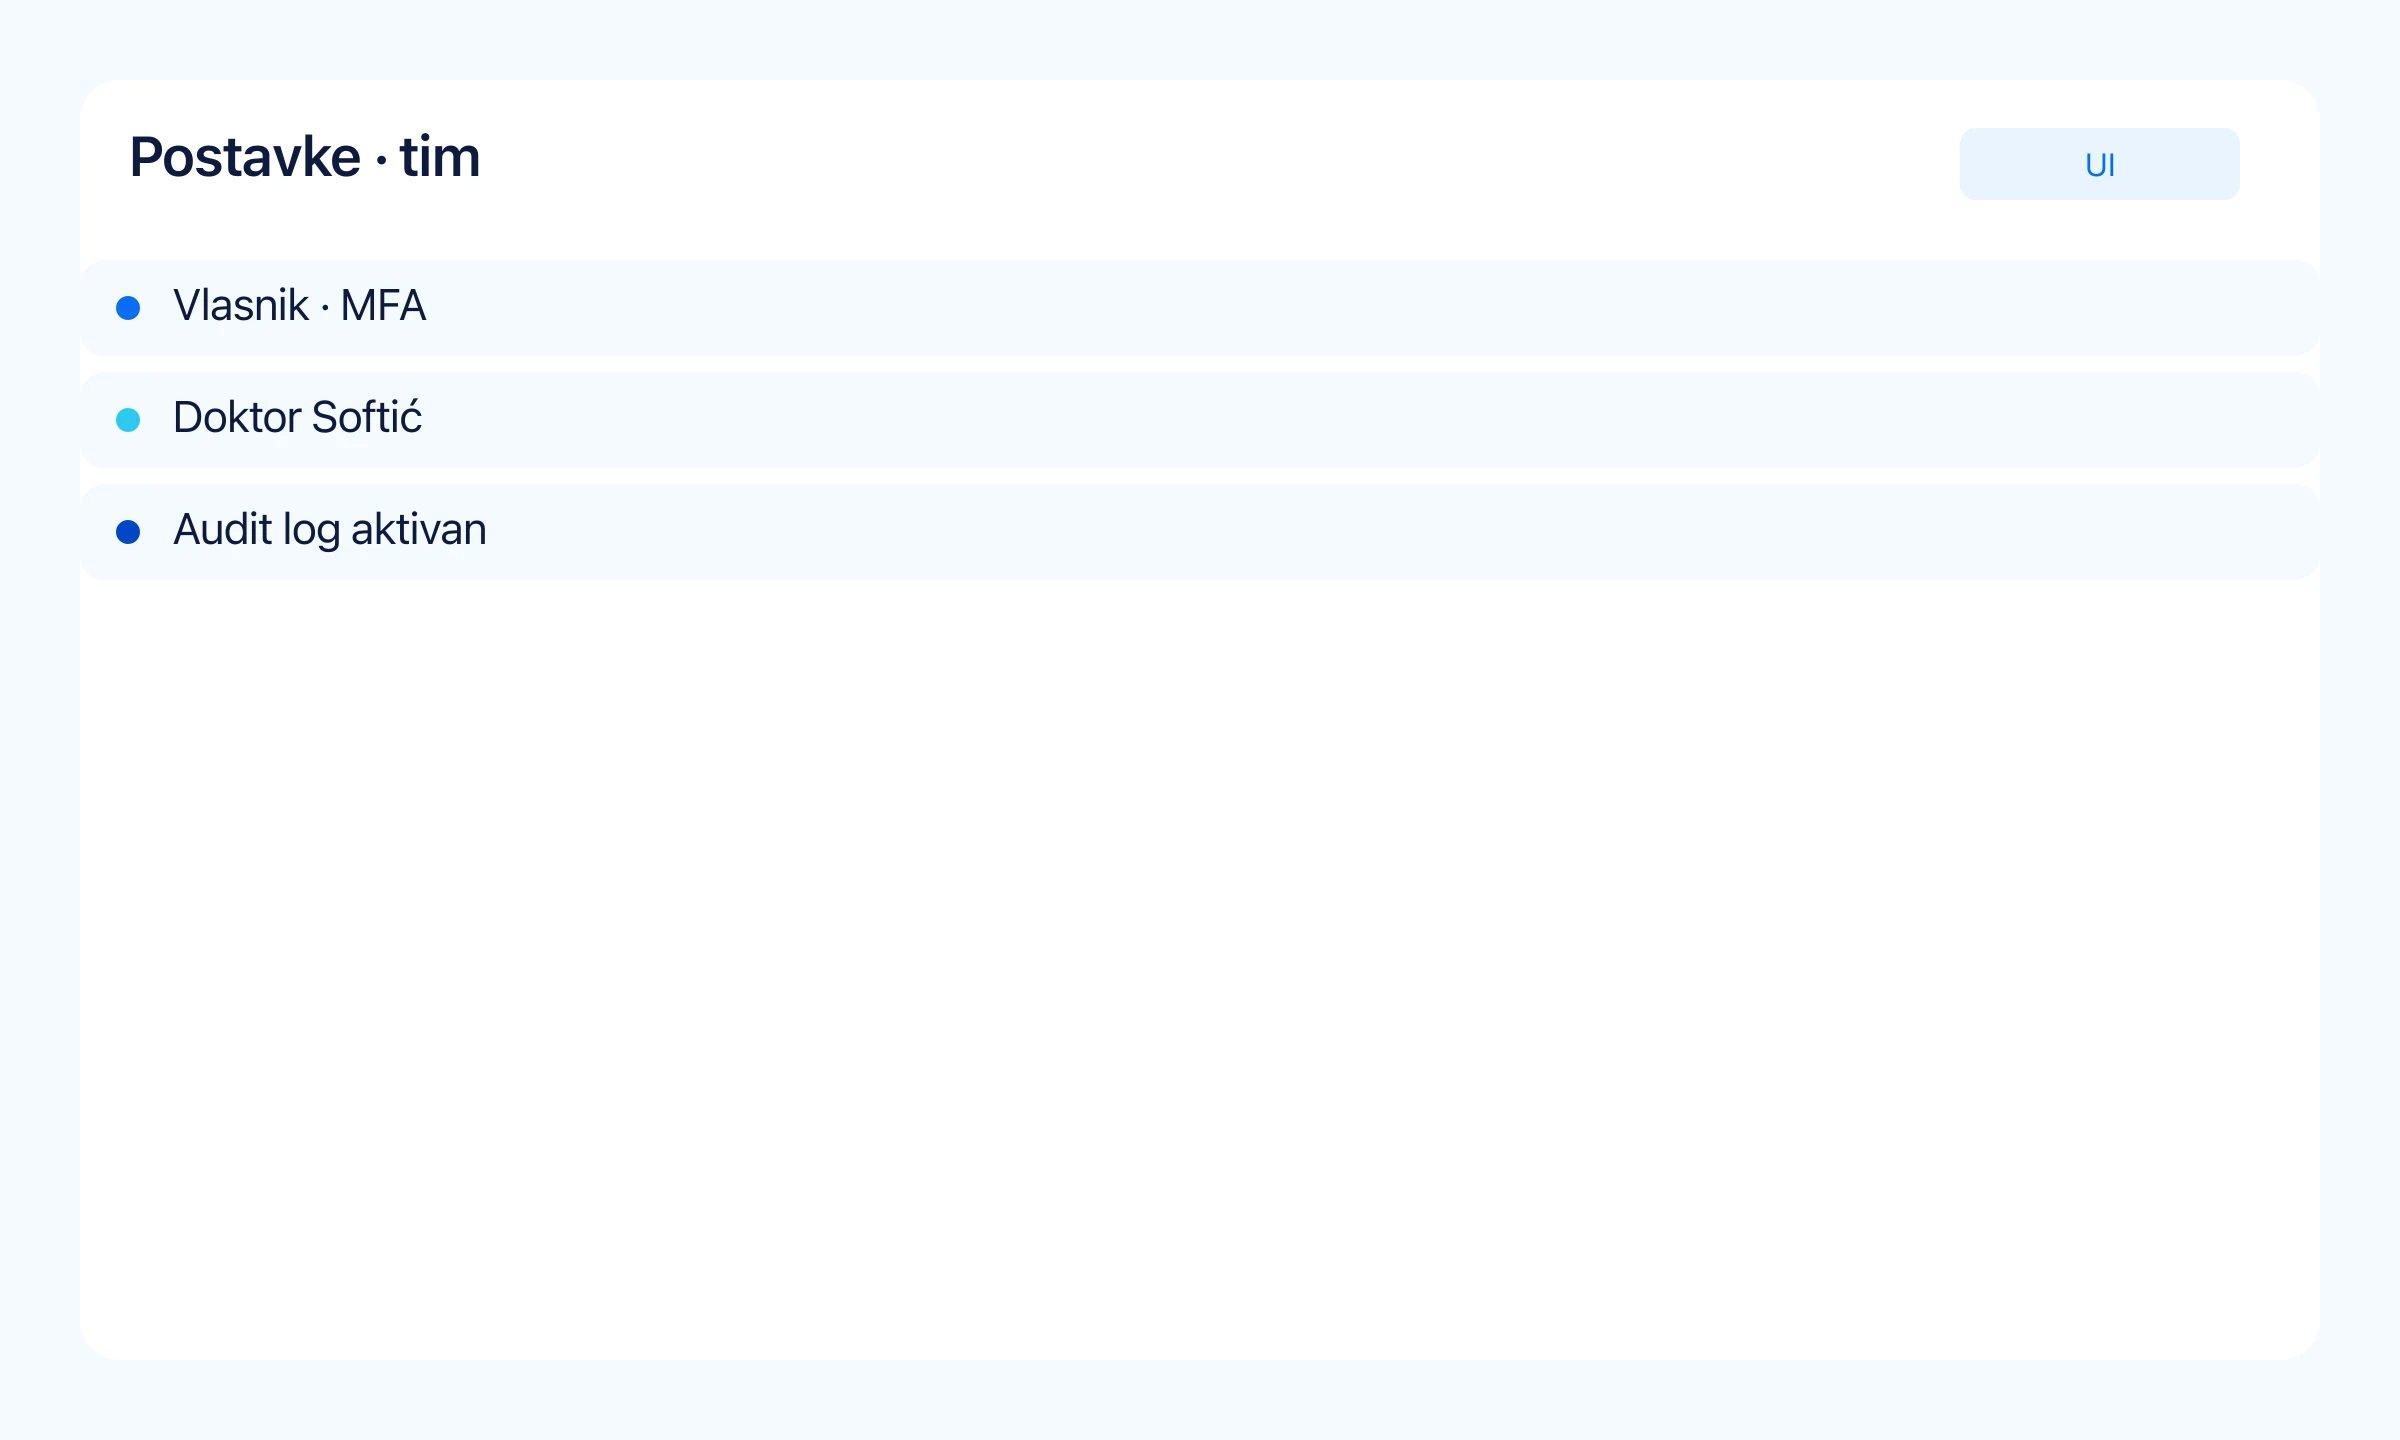 Postavke · tim
UI
Vlasnik · MFA
Doktor Softić
Audit log aktivan